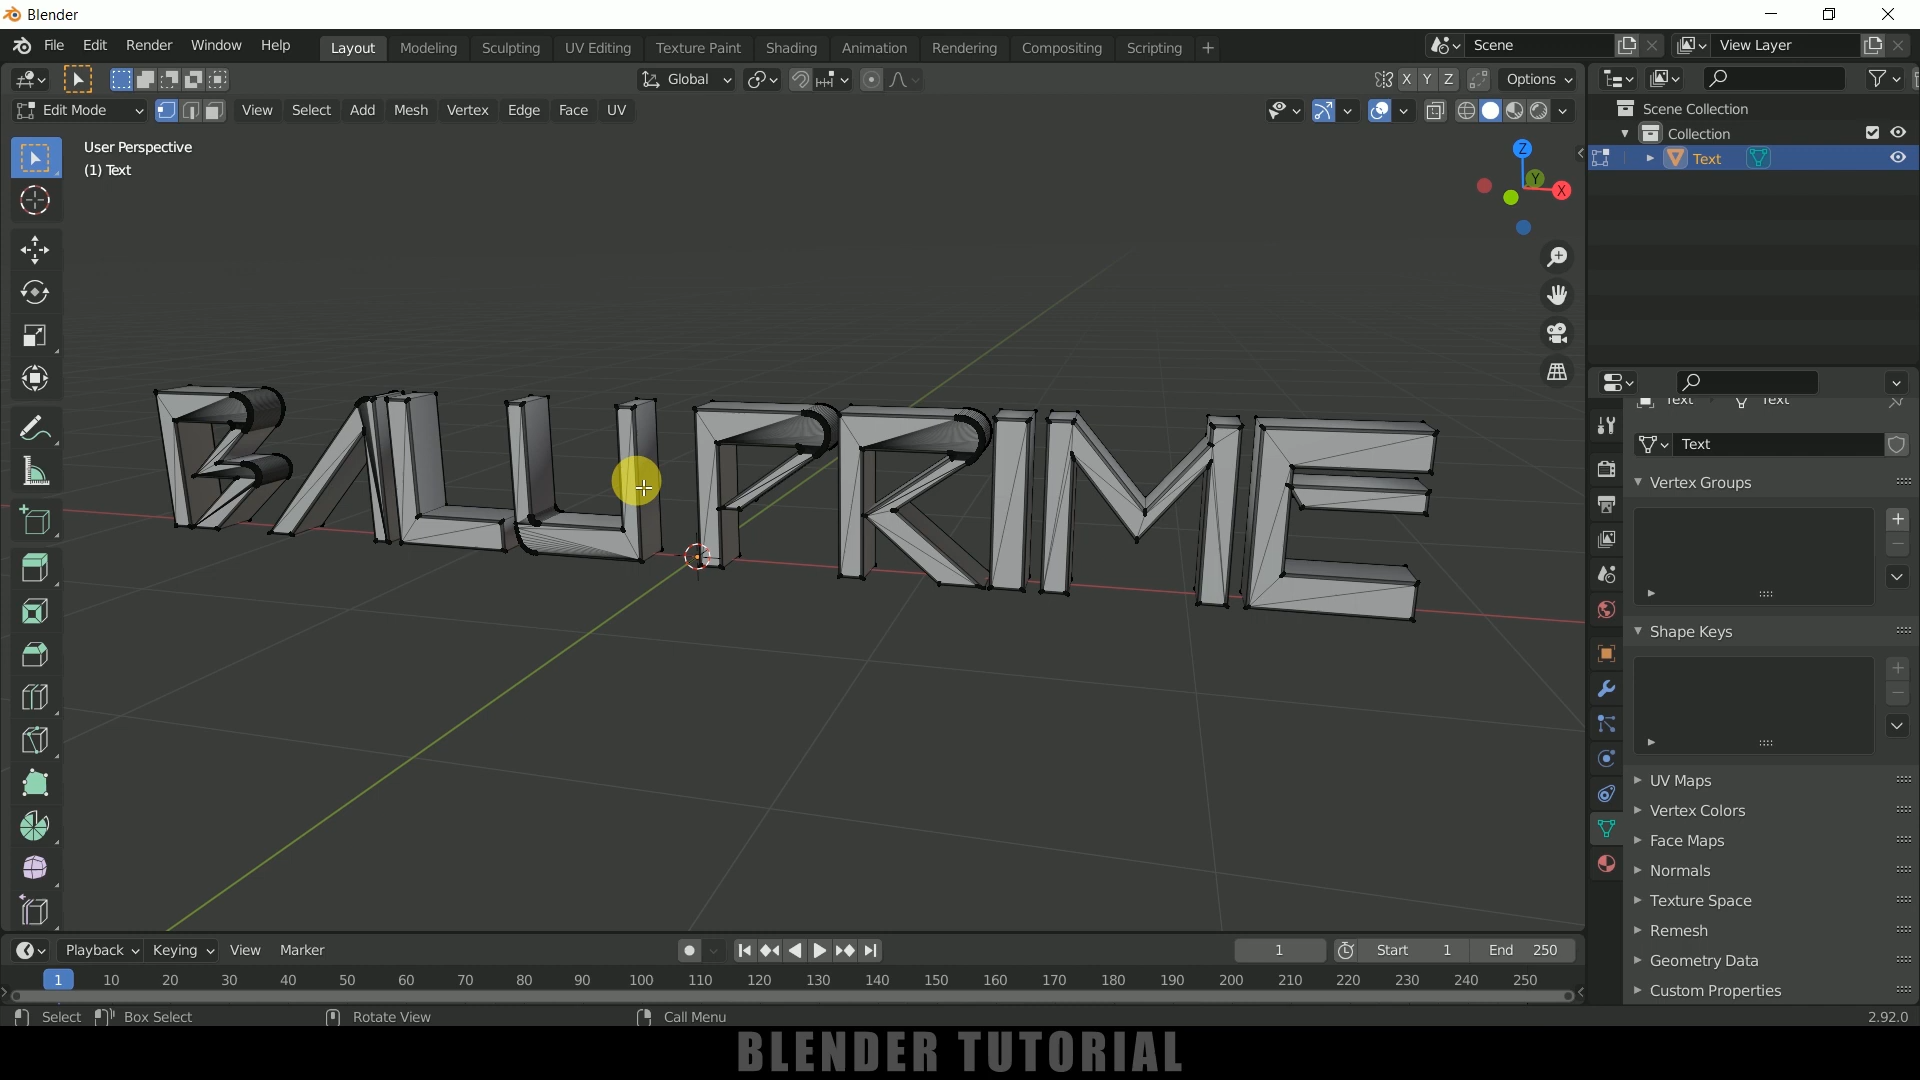 Blender
File Edit Render Window Help Layout Modeling Sculpting UV Editing Texture Paint Shading Animation Rendering Compositing Scripting + Scene View Layer
Global X Y Z Options
Edit Mode View Select Add Mesh Vertex Edge Face UV
Scene Collection
Collection
Text
User Perspective
(1) Text
Z
Y
X
BALU PRIME
Text Text
Text
Vertex Groups
Shape Keys
UV Maps
Vertex Colors
Face Maps
Normals
Texture Space
Remesh
Geometry Data
Custom Properties
Playback Keying View Marker 1 Start 1 End 250
1 10 20 30 40 50 60 70 80 90 100 110 120 130 140 150 160 170 180 190 200 210 220 230 240 250
Select Box Select Rotate View Call Menu 2.92.0
BLENDER TUTORIAL